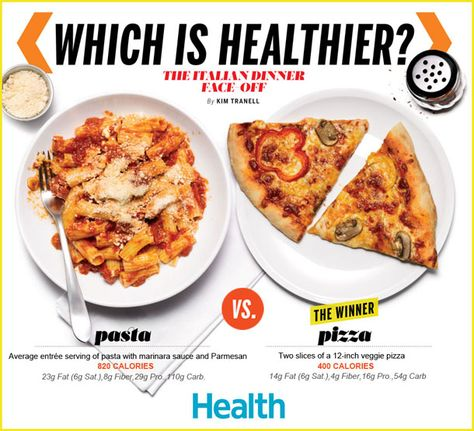 WHICH IS HEALTHIER?
THE ITALIAN DINNER
FACE OFF
By KIM TRANELL
VS.
pasta
Average entrée serving of pasta with marinara sauce and Parmesan
820 CALORIES
23g Fat (6g Sat.),8g Fiber,29g Pro.,110g Carb.
THE WINNER
pizza
Two slices of a 12-inch veggie pizza
400 CALORIES
14g Fat (6g Sat.),4g Fiber,16g Pro.,54g Carb
Health